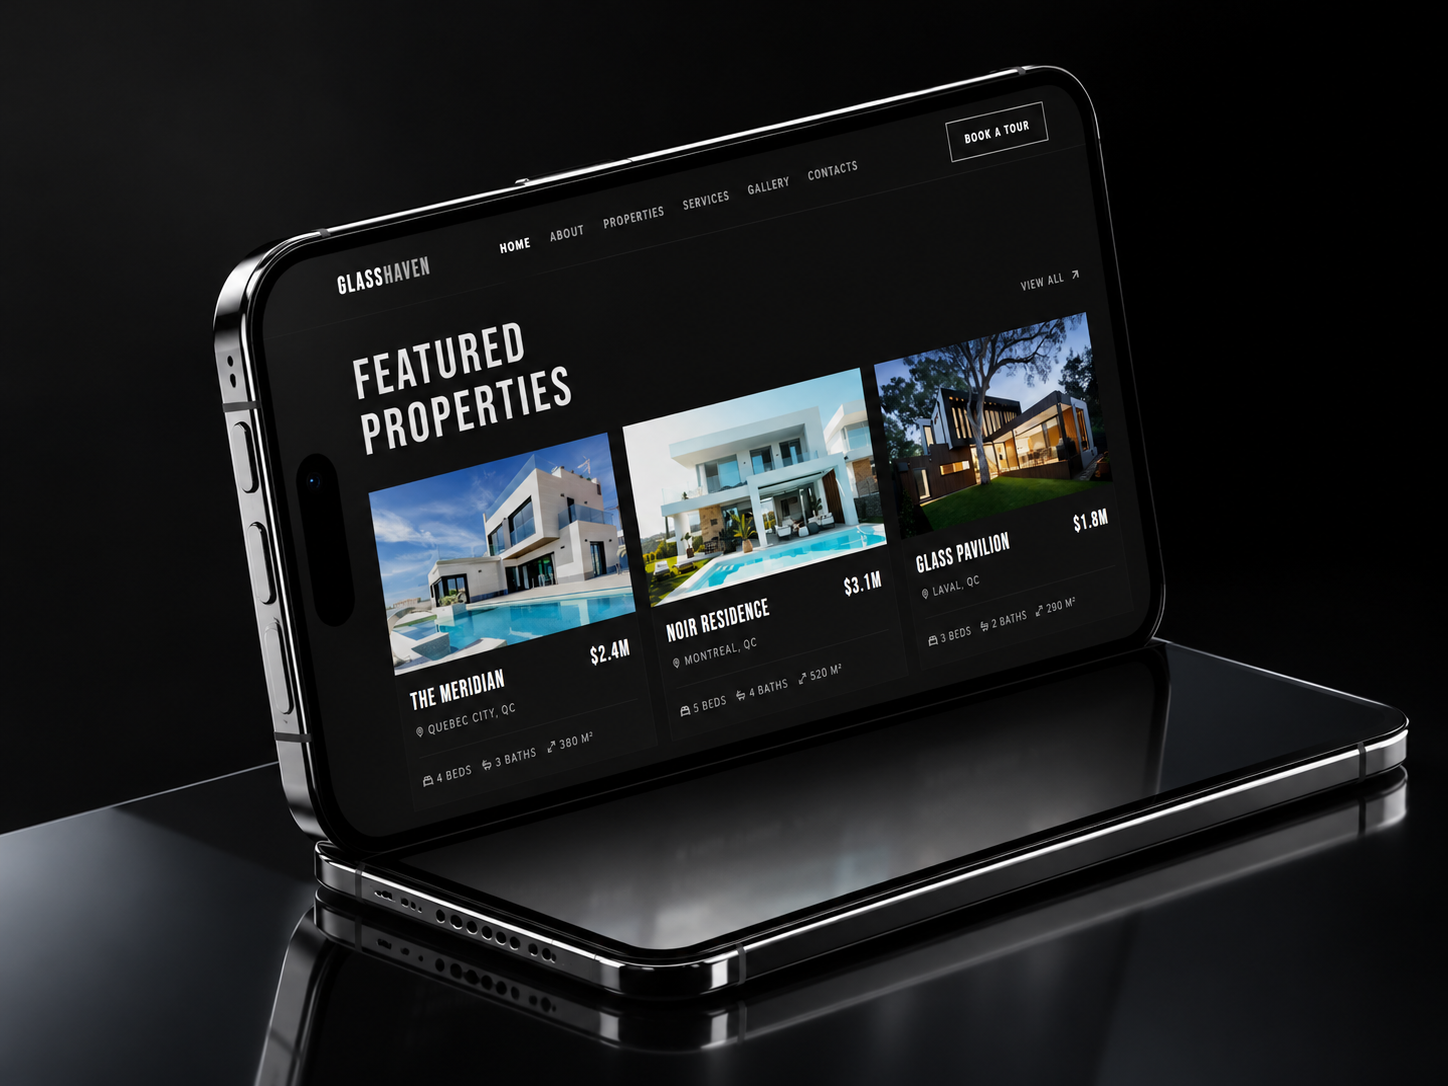 GLASSHAVEN
HOME ABOUT PROPERTIES SERVICES GALLERY CONTACTS
BOOK A TOUR
FEATURED
PROPERTIES
VIEW ALL
THE MERIDIAN $2.4M
QUEBEC CITY, QC
4 BEDS 3 BATHS 380 M²
NOIR RESIDENCE $3.1M
MONTREAL, QC
5 BEDS 4 BATHS 520 M²
GLASS PAVILION $1.8M
LAVAL, QC
3 BEDS 2 BATHS 290 M²